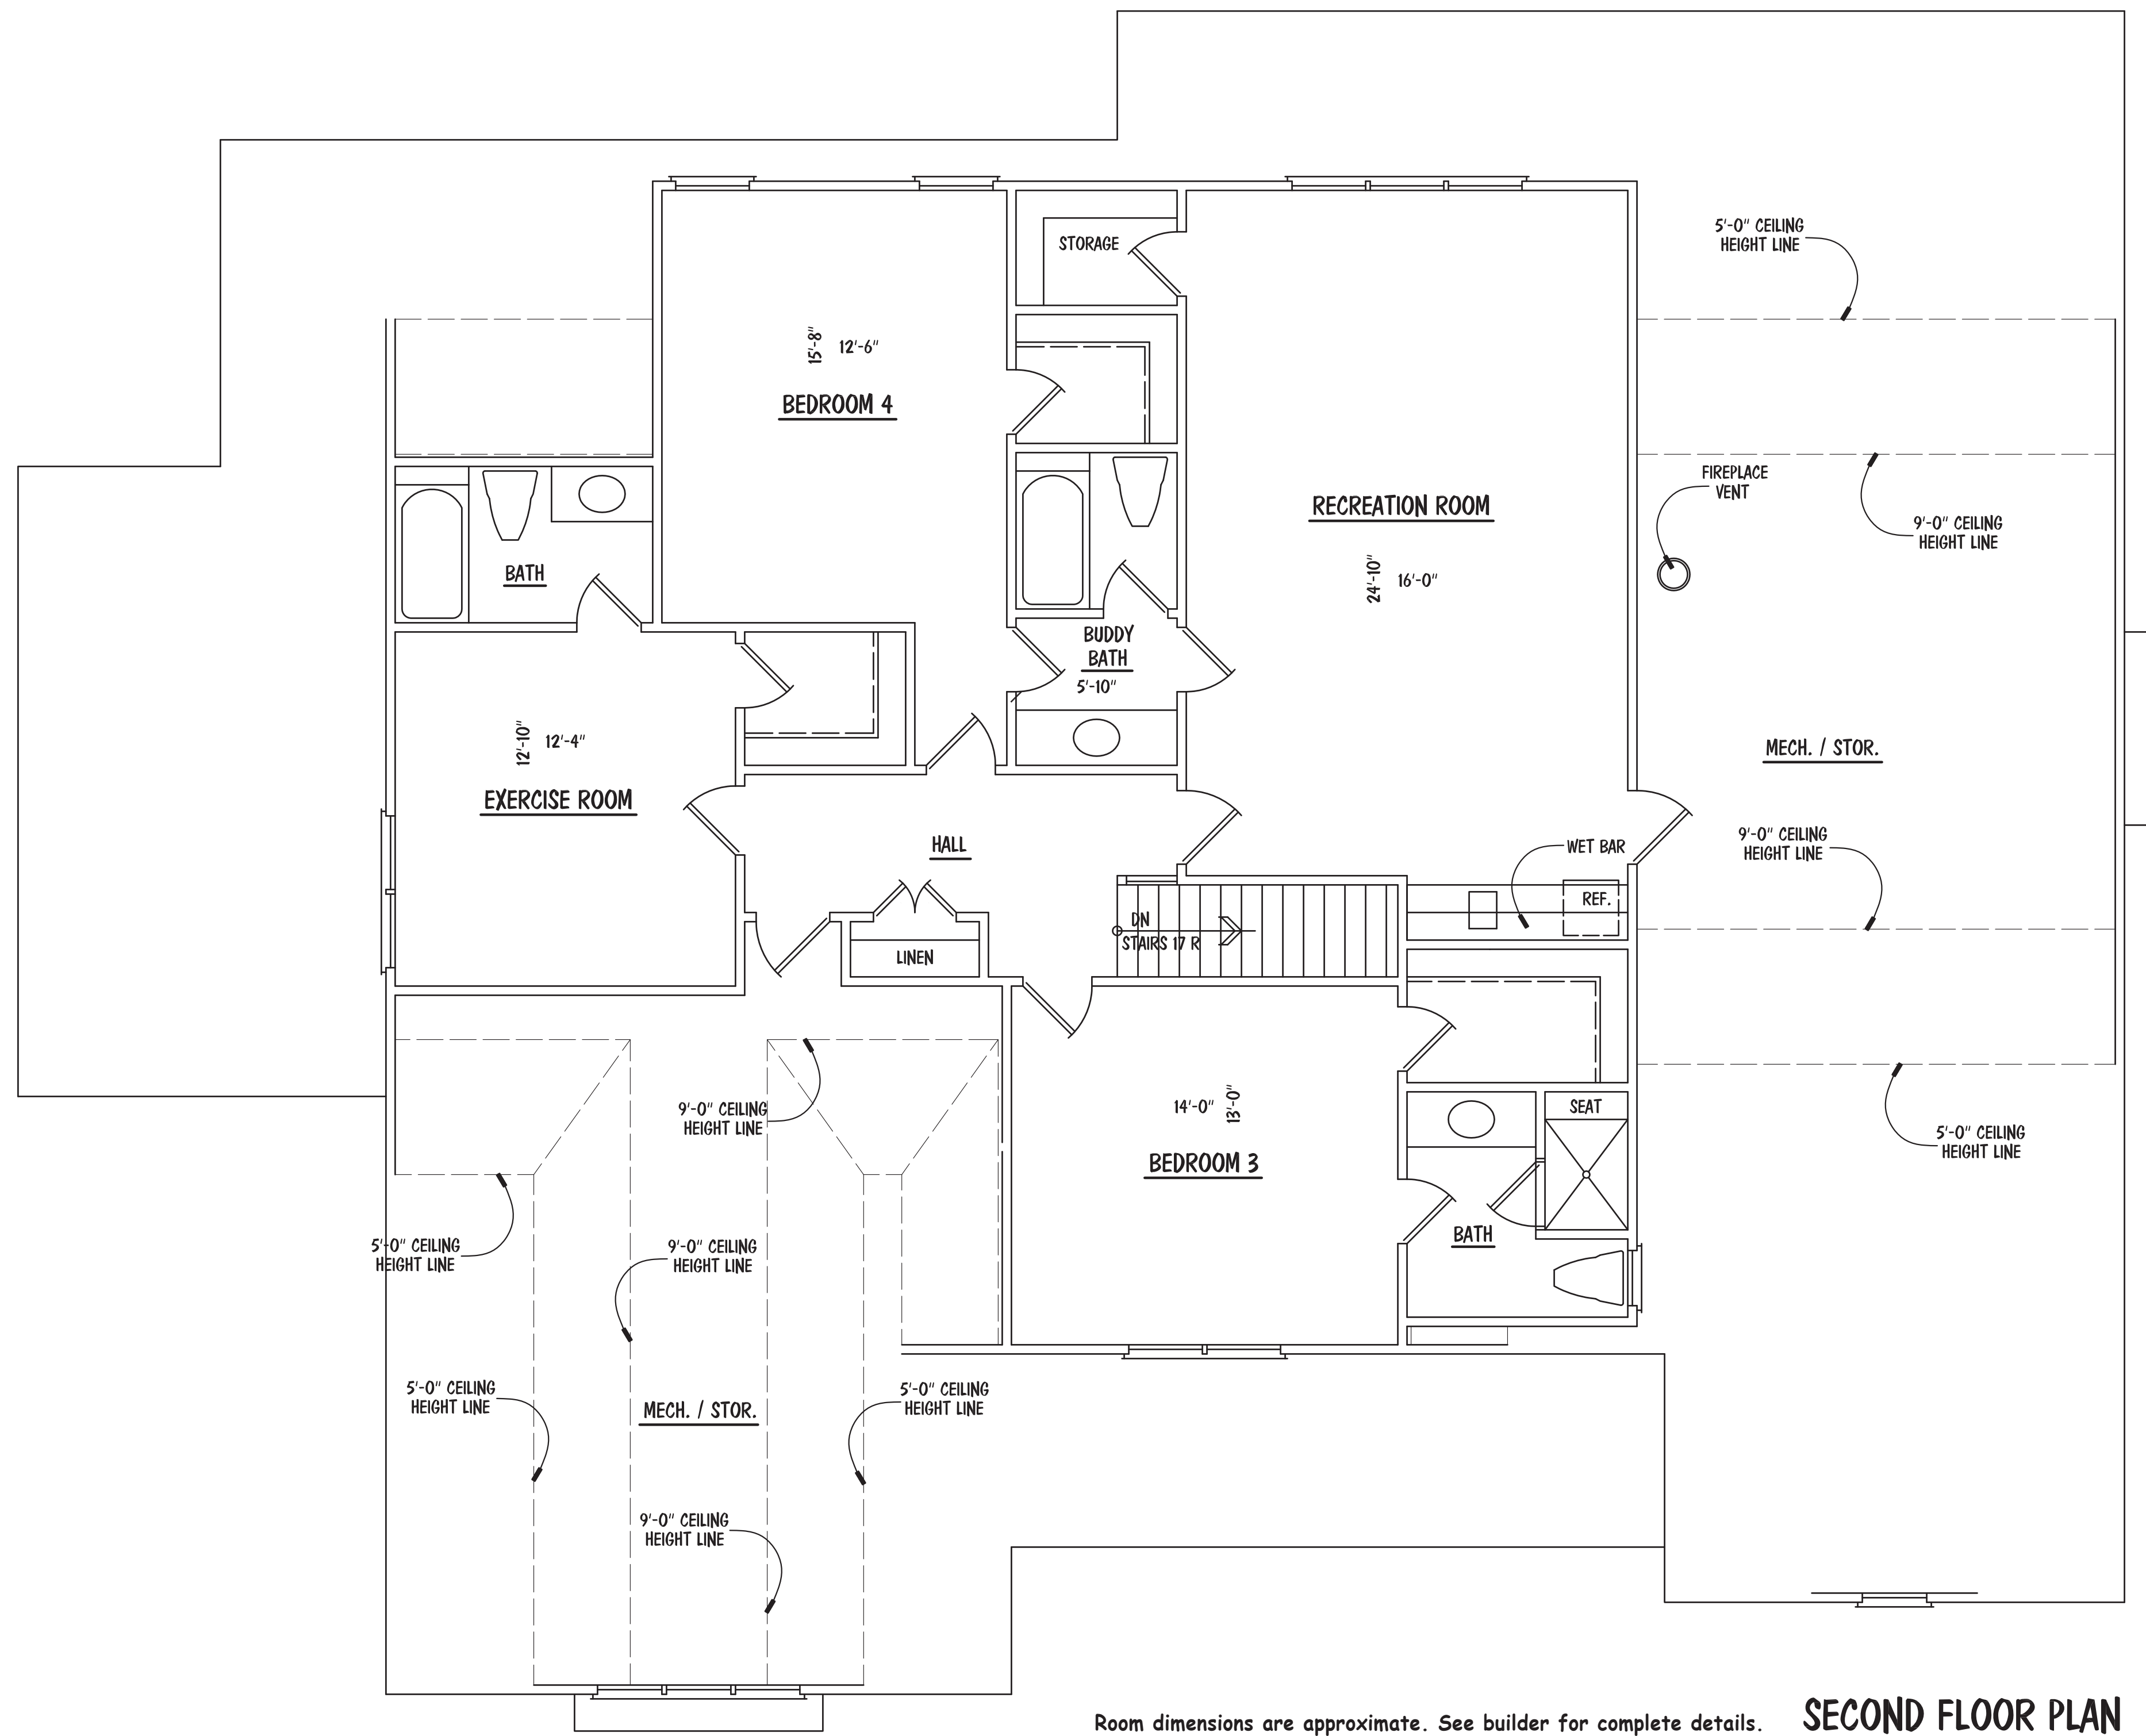 5'-0" CEILING
HEIGHT LINE
STORAGE
15'-8"
12'-6"
BEDROOM 4
FIREPLACE
VENT
RECREATION ROOM
9'-0" CEILING
HEIGHT LINE
BATH
24'-10"
16'-0"
BUDDY
BATH
5'-10"
12'-10"
12'-4"
MECH. / STOR.
EXERCISE ROOM
HALL
WET BAR
9'-0" CEILING
HEIGHT LINE
REF.
DN
STAIRS 17 R
LINEN
9'-0" CEILING
HEIGHT LINE
14'-0"
13'-0"
SEAT
BEDROOM 3
5'-0" CEILING
HEIGHT LINE
BATH
5'-0" CEILING
HEIGHT LINE
9'-0" CEILING
HEIGHT LINE
5'-0" CEILING
HEIGHT LINE
MECH. / STOR.
5'-0" CEILING
HEIGHT LINE
9'-0" CEILING
HEIGHT LINE
Room dimensions are approximate. See builder for complete details.
SECOND FLOOR PLAN